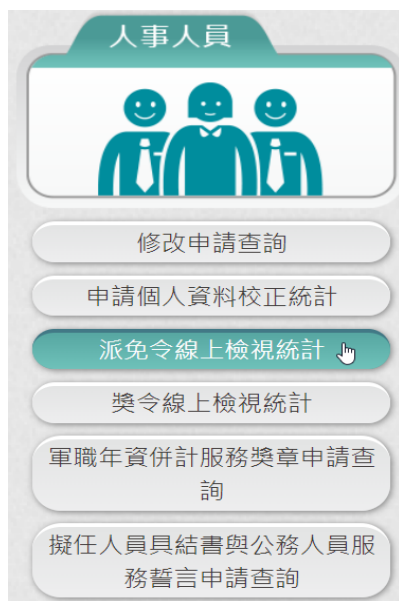 人事人員
修改申請查詢
申請個人資料校正統計
派免令線上檢視統計
獎令線上檢視統計
軍職年資併計服務獎章申請查
詢
擬任人員具結書與公務人員服
務誓言申請查詢